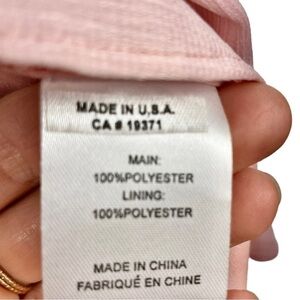 MADE IN U.S.A.
CA # 19371
MAIN:
100%POLYESTER
LINING:
100%POLYESTER
MADE IN CHINA
FABRIQUÉ EN CHINE